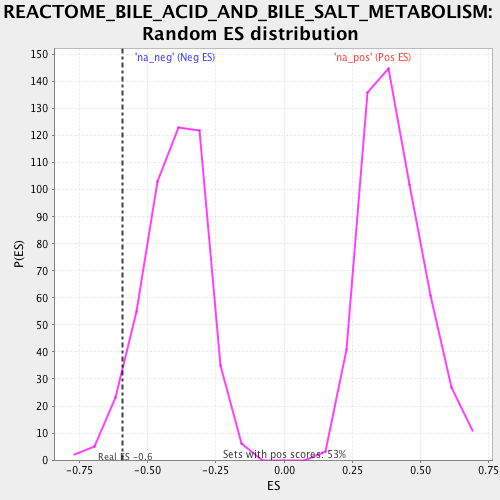 REACTOME_BILE_ACID_AND_BILE_SALT_METABOLISM:
Random ES distribution
'na_neg' (Neg ES)
'na_pos' (Pos ES)
150
140
130
120
110
100
90
80
70
60
50
40
30
20
10
0
P(ES)
Real ES -0.6
Sets with pos scores: 53%
-0.75
-0.50
-0.25
0.00
0.25
0.50
0.75
ES